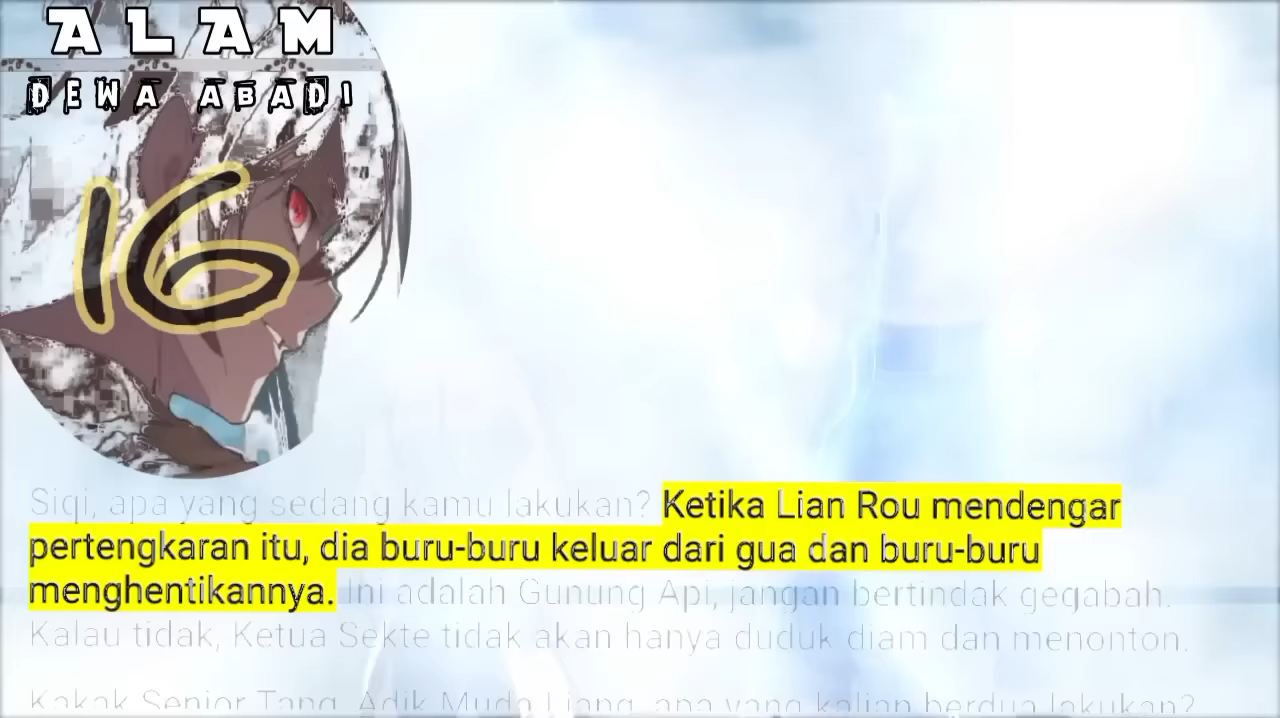 ALAM
DEWA ABADI
16
Siqi, apa yang sedang kamu lakukan? Ketika Lian Rou mendengar
pertengkaran itu, dia buru-buru keluar dari gua dan buru-buru
menghentikannya. Ini adalah Gunung Api, jangan bertindak gegabah.
Kalau tidak, Ketua Sekte tidak akan hanya duduk diam dan menonton.
Kakak Senior Tang, Adik Muda Liang, apa yang kalian berdua lakukan?